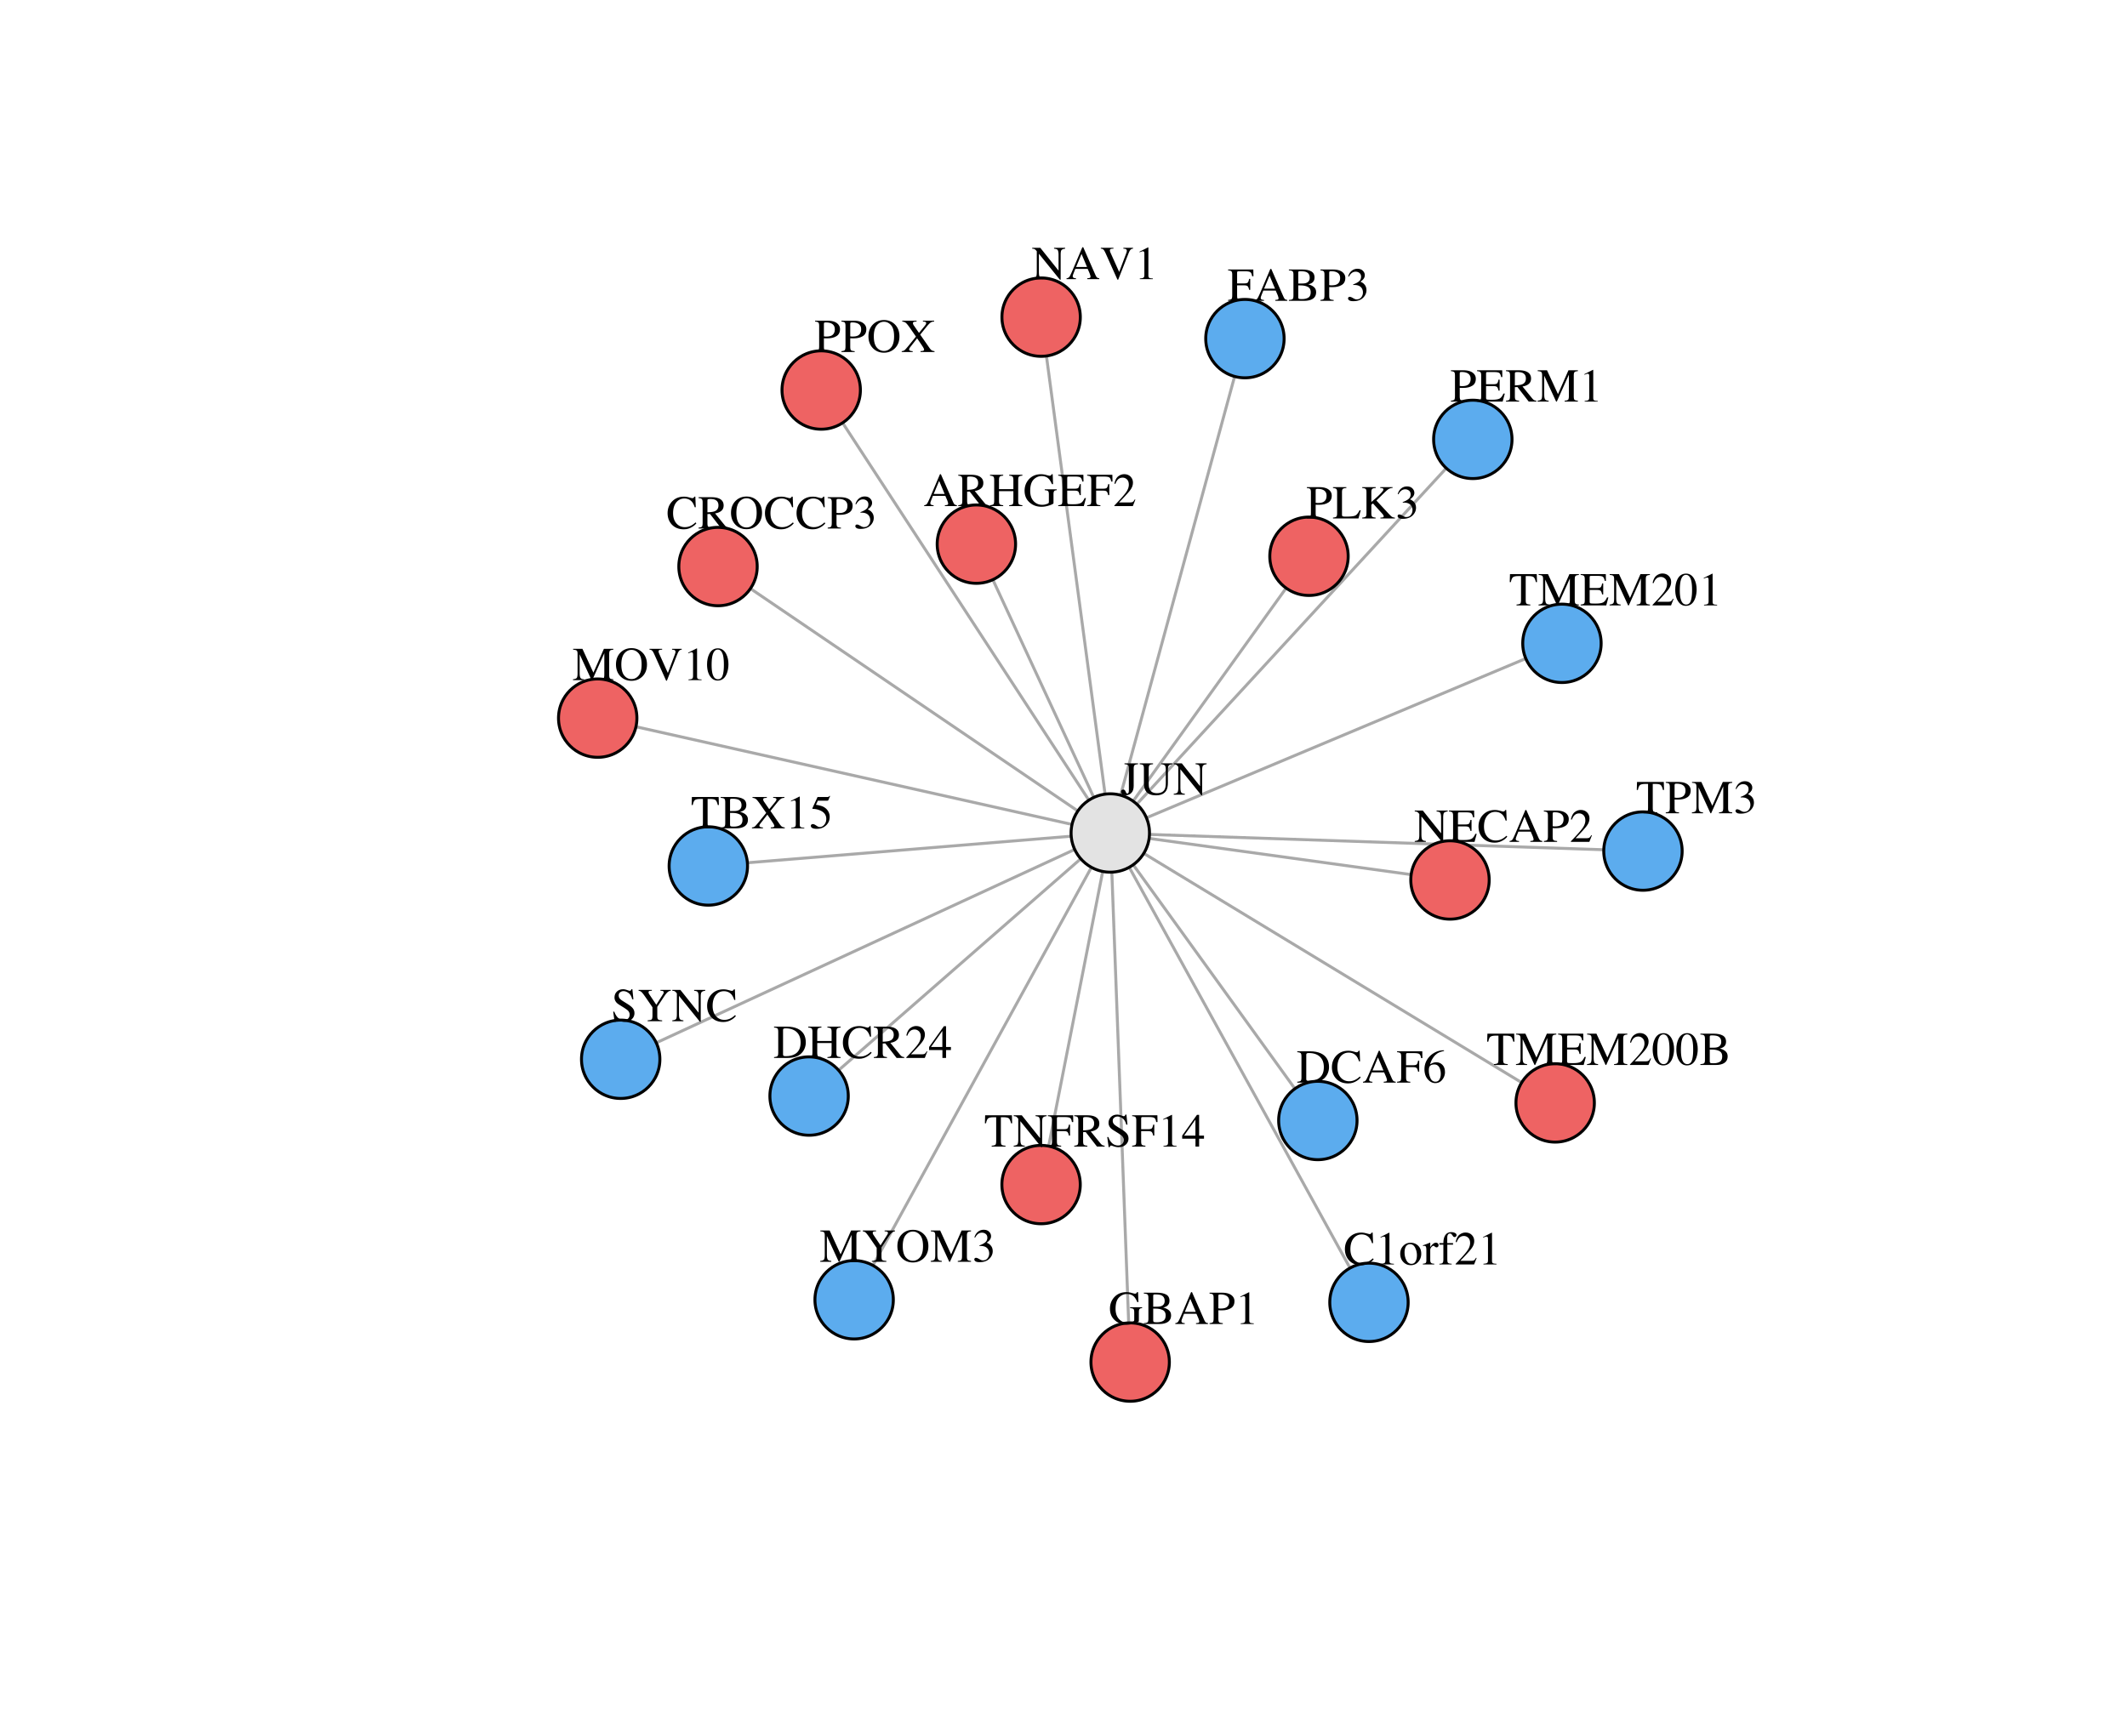 NAV1
FABP3
PPOX
PERM1
ARHGEF2
PLK3
CROCCP3
TMEM201
MOV10
JUN
TPM3
TBX15
NECAP2
SYNC
DHCR24
TMEM200B
DCAF6
TNFRSF14
MYOM3
C1orf21
GBAP1